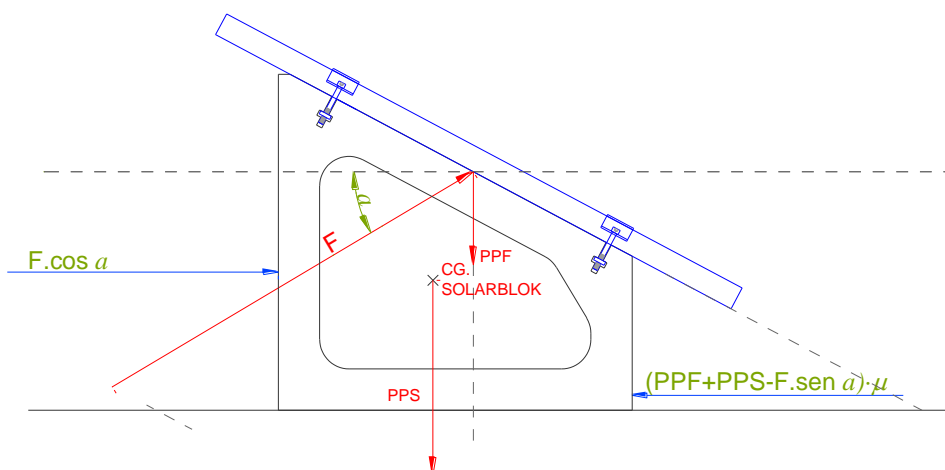 a
F
PPF
CG.
SOLARBLOK
F.cos a
PPS
(PPF+PPS-F.sen a)·μ